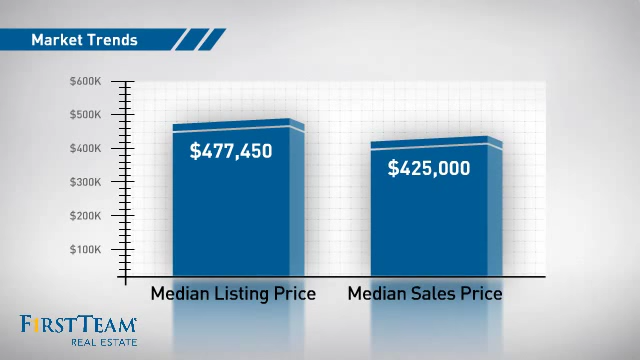 Market Trends
$600K
$500K
$400K
$300K
$200K
$100K
$477,450
$425,000
Median Listing Price
Median Sales Price
FIRSTTEAM
REAL ESTATE